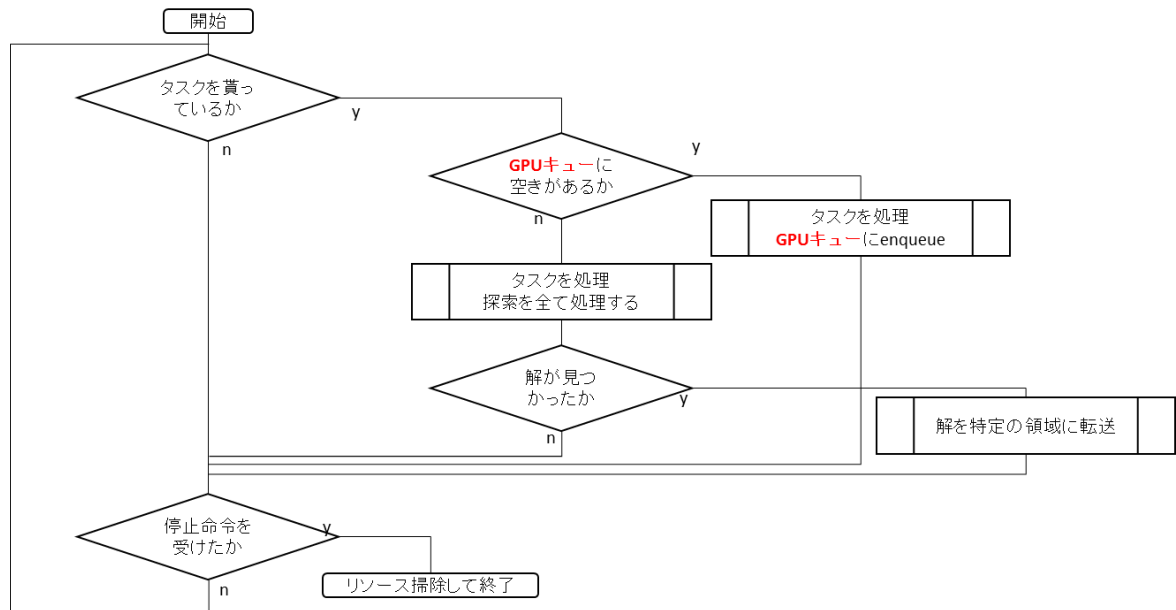 開始
タスクを貰っ
ているか
y
n
GPUキューに
空きがあるか
y
n
タスクを処理
GPUキューにenqueue
タスクを処理
探索を全て処理する
解が見つ
かったか
y
n
解を特定の領域に転送
停止命令を
受けたか
y
n
リソース掃除して終了